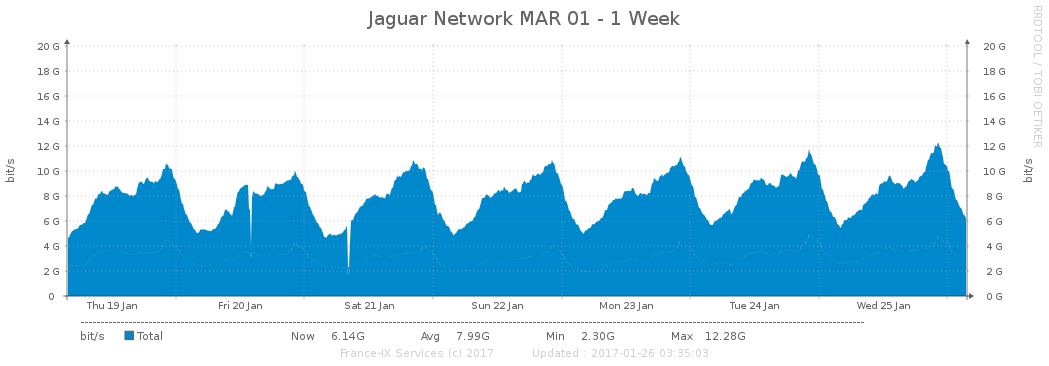 Jaguar Network MAR 01 - 1 Week
RRDTOOL / TOBI OETIKER
bit/s
20 G 20 G
18 G 18 G
16 G 16 G
14 G 14 G
12 G 12 G
10 G 10 G
8 G 8 G
6 G 6 G
4 G 4 G
2 G 2 G
0 0 G
bit/s
Thu 19 Jan Fri 20 Jan Sat 21 Jan Sun 22 Jan Mon 23 Jan Tue 24 Jan Wed 25 Jan
bit/s Total Now 6.14G Avg 7.99G Min 2.30G Max 12.28G
France-IX Services (c) 2017 Updated : 2017-01-26 03:35:03